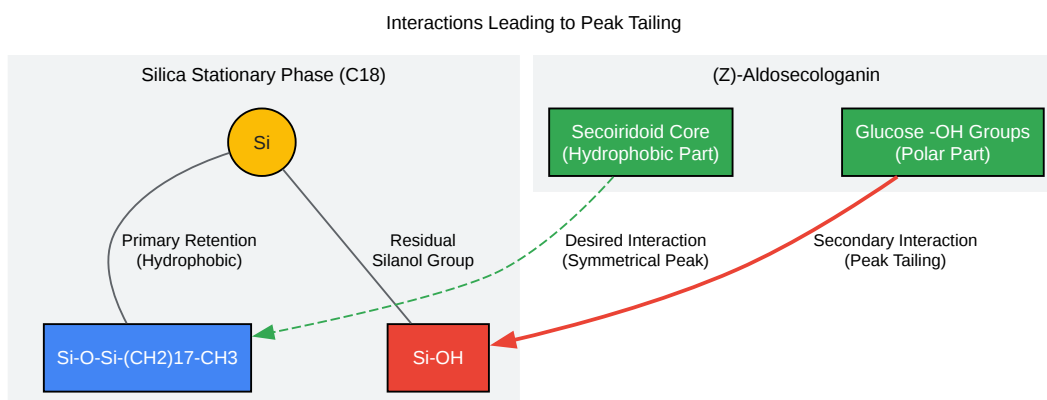 Interactions Leading to Peak Tailing
Silica Stationary Phase (C18)
(Z)-Aldosecologanin
Si
Secoiridoid Core
(Hydrophobic Part)
Glucose -OH Groups
(Polar Part)
Primary Retention
(Hydrophobic)
Residual
Silanol Group
Desired Interaction
(Symmetrical Peak)
Secondary Interaction
(Peak Tailing)
Si-O-Si-(CH2)17-CH3
Si-OH